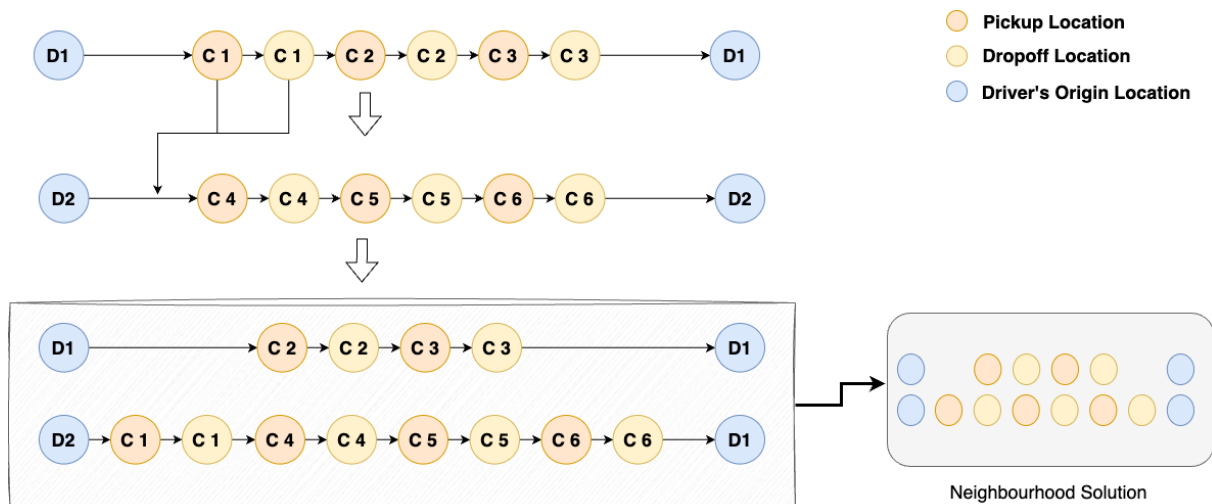 D1 C 1 C 1 C 2 C 2 C 3 C 3 D1
Pickup Location
Dropoff Location
Driver's Origin Location
D2 C 4 C 4 C 5 C 5 C 6 C 6 D2
D1 C 2 C 2 C 3 C 3 D1
D2 C 1 C 1 C 4 C 4 C 5 C 5 C 6 C 6 D1
Neighbourhood Solution